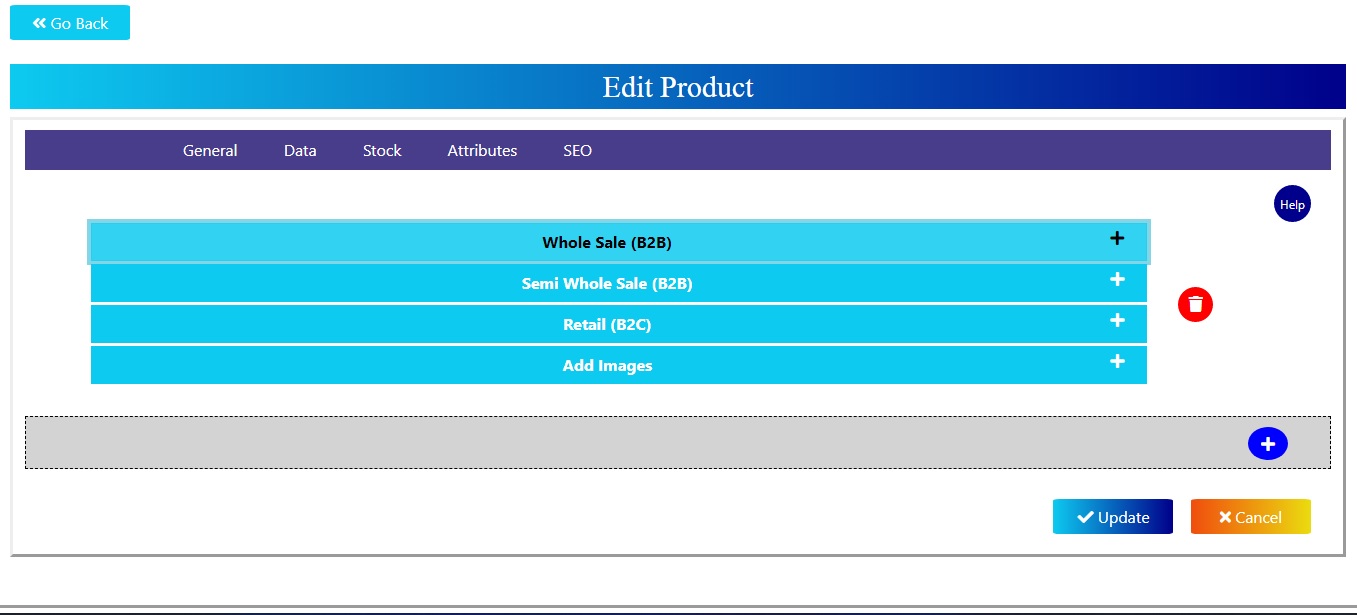 Go Back
Edit Product
General Data Stock Attributes SEO
Help
Whole Sale (B2B)
Semi Whole Sale (B2B)
Retail (B2C)
Add Images
Update Cancel